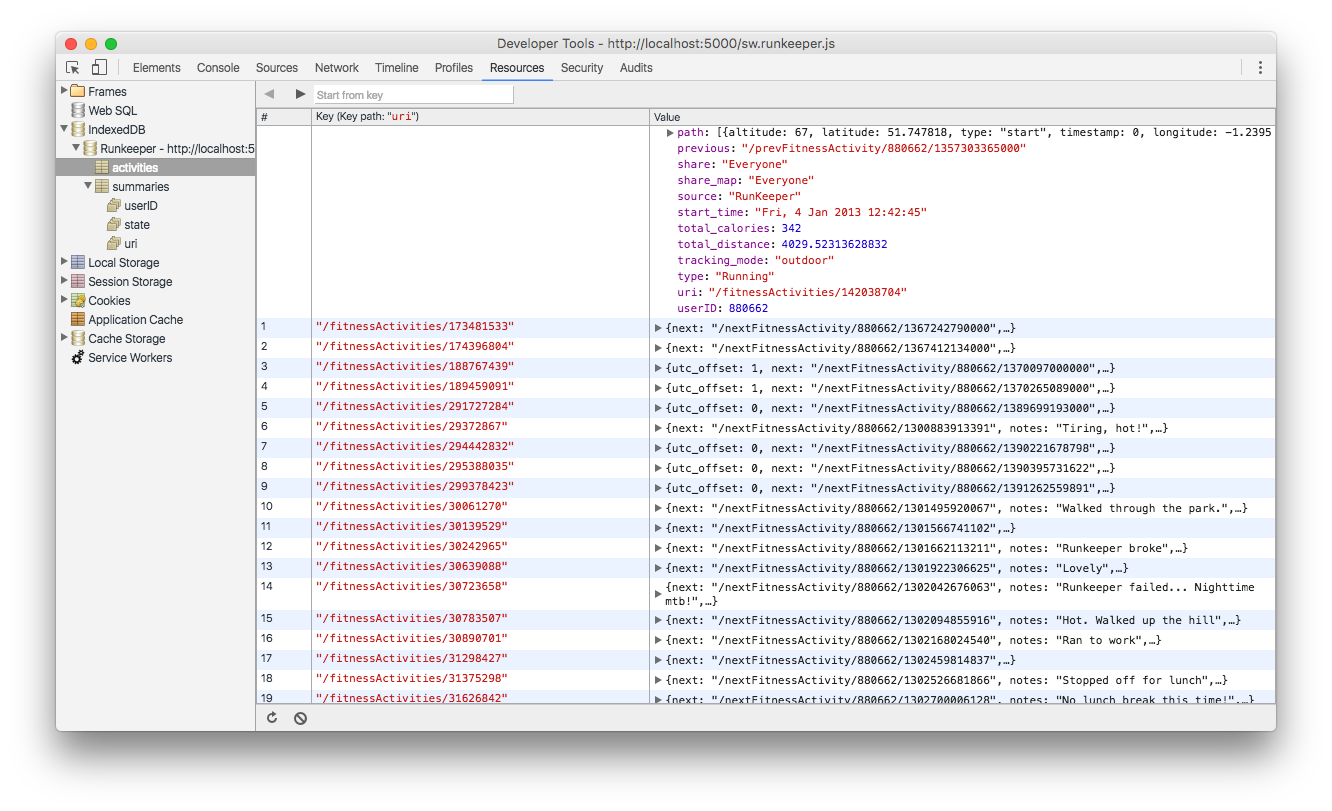 Developer Tools - http://localhost:5000/sw.runkeeper.js
Elements Console Sources Network Timeline Profiles Resources Security Audits
Frames
Web SQL
IndexedDB
Runkeeper - http://localhost:5
activities
summaries
userID
state
uri
Local Storage
Session Storage
Cookies
Application Cache
Cache Storage
Service Workers
Start from key
# Key (Key path: "uri") Value
path: [{altitude: 67, latitude: 51.747818, type: "start", timestamp: 0, longitude: -1.2395
previous: "/prevFitnessActivity/880662/1357303365000"
share: "Everyone"
share_map: "Everyone"
source: "RunKeeper"
start_time: "Fri, 4 Jan 2013 12:42:45"
total_calories: 342
total_distance: 4029.52313628832
tracking_mode: "outdoor"
type: "Running"
uri: "/fitnessActivities/142038704"
userID: 880662
1 "/fitnessActivities/173481533" {next: "/nextFitnessActivity/880662/1367242790000",…}
2 "/fitnessActivities/174396804" {next: "/nextFitnessActivity/880662/1367412134000",…}
3 "/fitnessActivities/188767439" {utc_offset: 1, next: "/nextFitnessActivity/880662/1370097000000",…}
4 "/fitnessActivities/189459091" {utc_offset: 1, next: "/nextFitnessActivity/880662/1370265089000",…}
5 "/fitnessActivities/291727284" {utc_offset: 0, next: "/nextFitnessActivity/880662/1389699193000",…}
6 "/fitnessActivities/29372867" {next: "/nextFitnessActivity/880662/1300883913391", notes: "Tiring, hot!",…}
7 "/fitnessActivities/294442832" {utc_offset: 0, next: "/nextFitnessActivity/880662/1390221678798",…}
8 "/fitnessActivities/295388035" {utc_offset: 0, next: "/nextFitnessActivity/880662/1390395731622",…}
9 "/fitnessActivities/299378423" {utc_offset: 0, next: "/nextFitnessActivity/880662/1391262559891",…}
10 "/fitnessActivities/30061270" {next: "/nextFitnessActivity/880662/1301495920067", notes: "Walked through the park.",…}
11 "/fitnessActivities/30139529" {next: "/nextFitnessActivity/880662/1301566741102",…}
12 "/fitnessActivities/30242965" {next: "/nextFitnessActivity/880662/1301662113211", notes: "Runkeeper broke",…}
13 "/fitnessActivities/30639088" {next: "/nextFitnessActivity/880662/1301922306625", notes: "Lovely",…}
14 "/fitnessActivities/30723658" {next: "/nextFitnessActivity/880662/1302042676063", notes: "Runkeeper failed... Nighttime
mtb!",…}
15 "/fitnessActivities/30783507" {next: "/nextFitnessActivity/880662/1302094855916", notes: "Hot. Walked up the hill",…}
16 "/fitnessActivities/30890701" {next: "/nextFitnessActivity/880662/1302168024540", notes: "Ran to work",…}
17 "/fitnessActivities/31298427" {next: "/nextFitnessActivity/880662/1302459814837",…}
18 "/fitnessActivities/31375298" {next: "/nextFitnessActivity/880662/1302526681866", notes: "Stopped off for lunch",…}
19 "/fitnessActivities/31626842" {next: "/nextFitnessActivity/880662/1302700006128", notes: "No lunch break this time!",…}